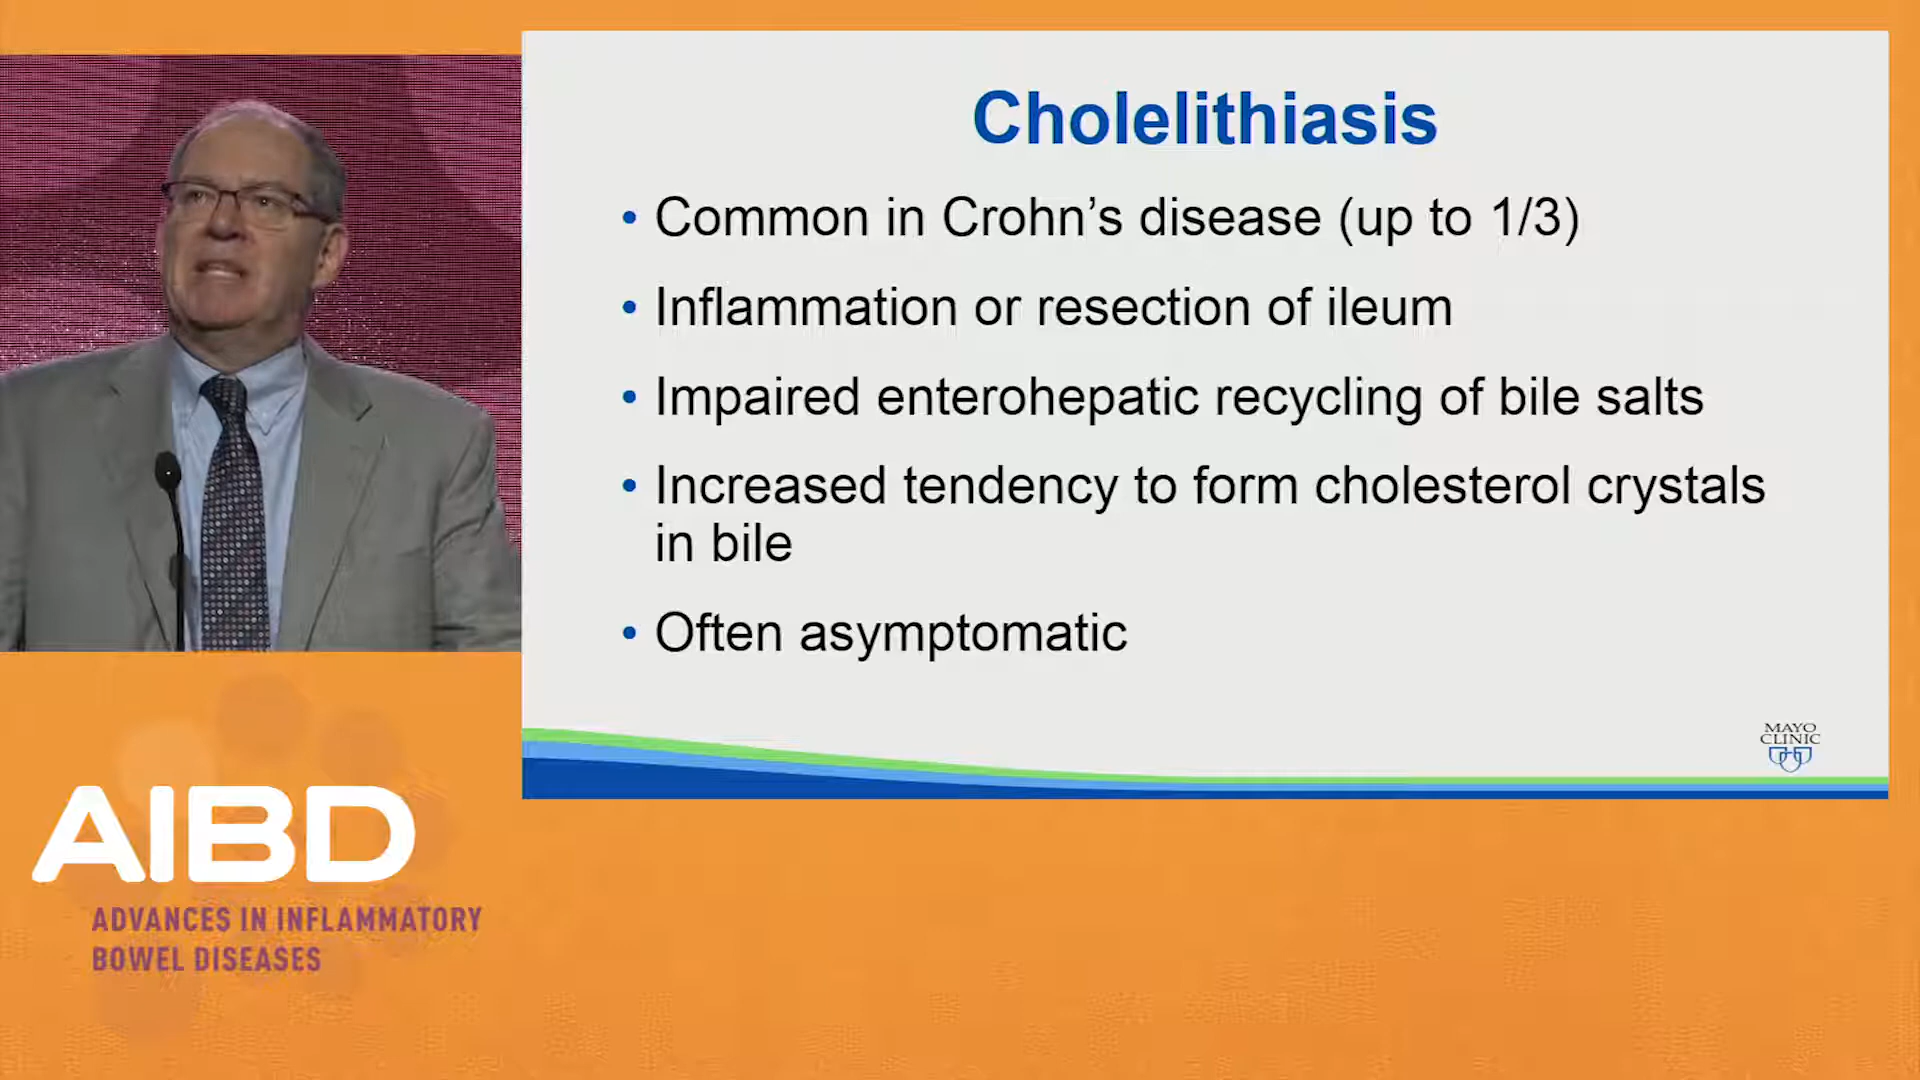 Cholelithiasis
• Common in Crohn’s disease (up to 1/3)
• Inflammation or resection of ileum
• Impaired enterohepatic recycling of bile salts
• Increased tendency to form cholesterol crystals
in bile
• Often asymptomatic
MAYO
CLINIC
AIBD
ADVANCES IN INFLAMMATORY
BOWEL DISEASES